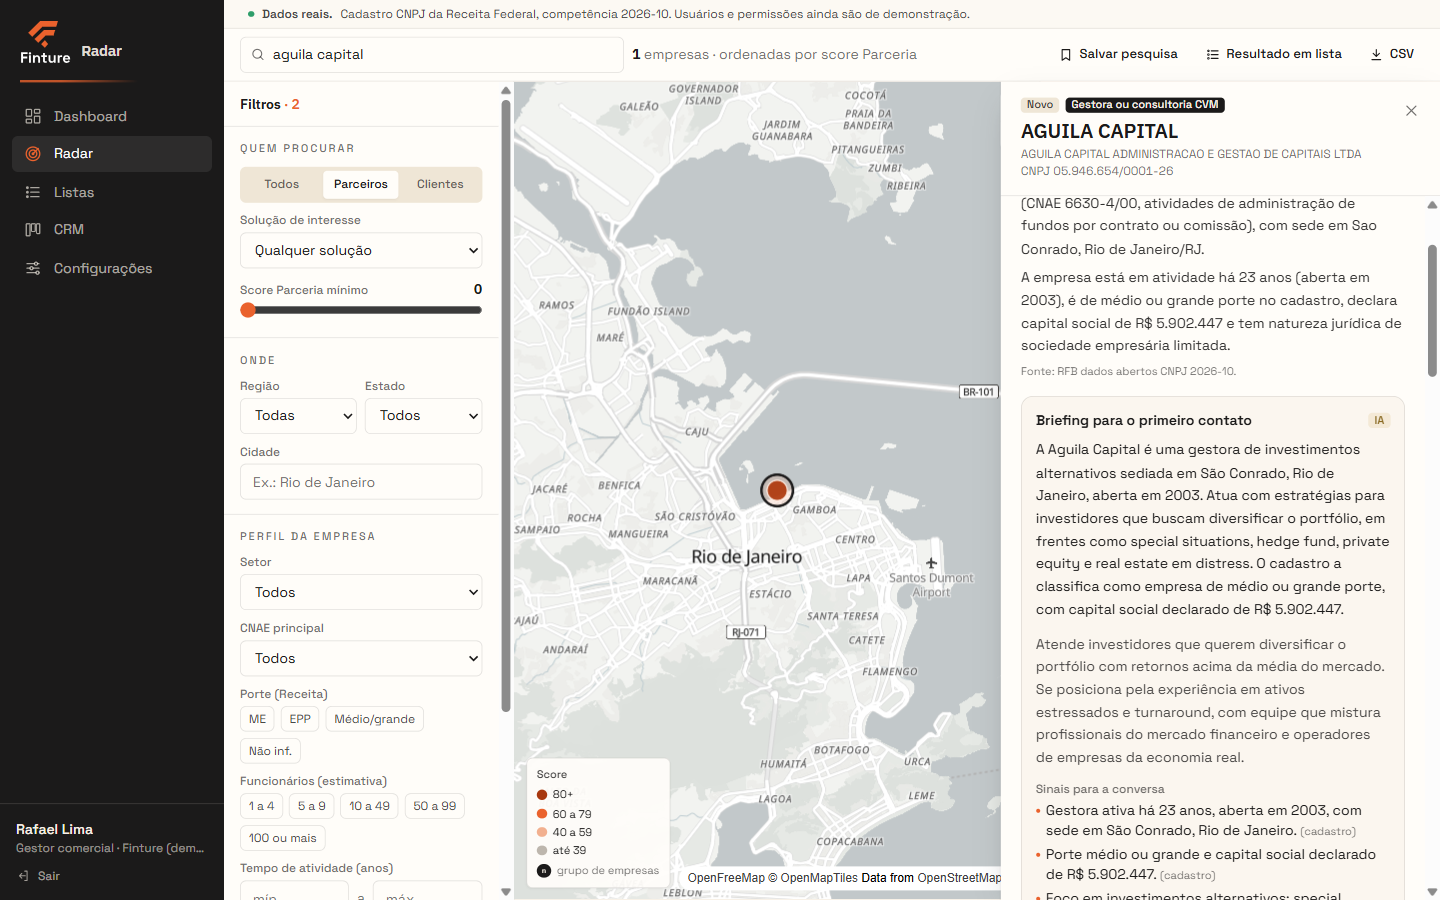 Finture
Radar
Dashboard
Radar
Listas
CRM
Configurações
Rafael Lima
Gestor comercial · Finture (dem...
Sair
Dados reais. Cadastro CNPJ da Receita Federal, competência 2026-10. Usuários e permissões ainda são de demonstração.
aguila capital
1 empresas · ordenadas por score Parceria
Salvar pesquisa
Resultado em lista
CSV
Filtros · 2
QUEM PROCURAR
Todos
Parceiros
Clientes
Solução de interesse
Qualquer solução
Score Parceria mínimo
0
ONDE
Região
Estado
Todas
Todos
Cidade
Ex.: Rio de Janeiro
PERFIL DA EMPRESA
Setor
Todos
CNAE principal
Todos
Porte (Receita)
ME
EPP
Médio/grande
Não inf.
Funcionários (estimativa)
1 a 4
5 a 9
10 a 49
50 a 99
100 ou mais
Tempo de atividade (anos)
mín
a
máx
GOVERNADOR
ISLAND
GALEÃO
COCOTÁ
PRAIA DA
BANDEIRA
JARDIM
GUANABARA
PITANGUEIRAS
ZUMBI
RIBEIRA
RAMOS
FUNDÃO ISLAND
MARÉ
BR-101
CAJU
JACARÉ
BENFICA
GAMBOA
ROCHA
SÃO CRISTÓVÃO
SAMPAIO
MANGUEIRA
CENTRO
Rio de Janeiro
LAPA
Santos Dumont
Airport
MARACANÃ
ESTÁCIO
SANTA TERESA
AJAÚ
RJ-071
CATETE
ANDARAÍ
FLAMENGO
BOTAFOGO
HUMAITÁ
URCA
LAGOA
LEME
COPACABANA
LEBLON
Score
80+
60 a 79
40 a 59
até 39
n grupo de empresas
OpenFreeMap © OpenMapTiles Data from OpenStreetMap
Novo
Gestora ou consultoria CVM
AGUILA CAPITAL
AGUILA CAPITAL ADMINISTRACAO E GESTAO DE CAPITAIS LTDA
CNPJ 05.946.654/0001-26
(CNAE 6630-4/00, atividades de administração de
fundos por contrato ou comissão), com sede em Sao
Conrado, Rio de Janeiro/RJ.
A empresa está em atividade há 23 anos (aberta em
2003), é de médio ou grande porte no cadastro, declara
capital social de R$ 5.902.447 e tem natureza jurídica de
sociedade empresária limitada.
Fonte: RFB dados abertos CNPJ 2026-10.
Briefing para o primeiro contato
IA
A Aguila Capital é uma gestora de investimentos
alternativos sediada em São Conrado, Rio de
Janeiro, aberta em 2003. Atua com estratégias para
investidores que buscam diversificar o portfólio, em
frentes como special situations, hedge fund, private
equity e real estate em distress. O cadastro a
classifica como empresa de médio ou grande porte,
com capital social declarado de R$ 5.902.447.
Atende investidores que querem diversificar o
portfólio com retornos acima da média do mercado.
Se posiciona pela experiência em ativos
estressados e turnaround, com equipe que mistura
profissionais do mercado financeiro e operadores
de empresas da economia real.
Sinais para a conversa
• Gestora ativa há 23 anos, aberta em 2003, com
sede em São Conrado, Rio de Janeiro. (cadastro)
• Porte médio ou grande e capital social declarado
de R$ 5.902.447. (cadastro)
• Foco em investimentos alternativos: special